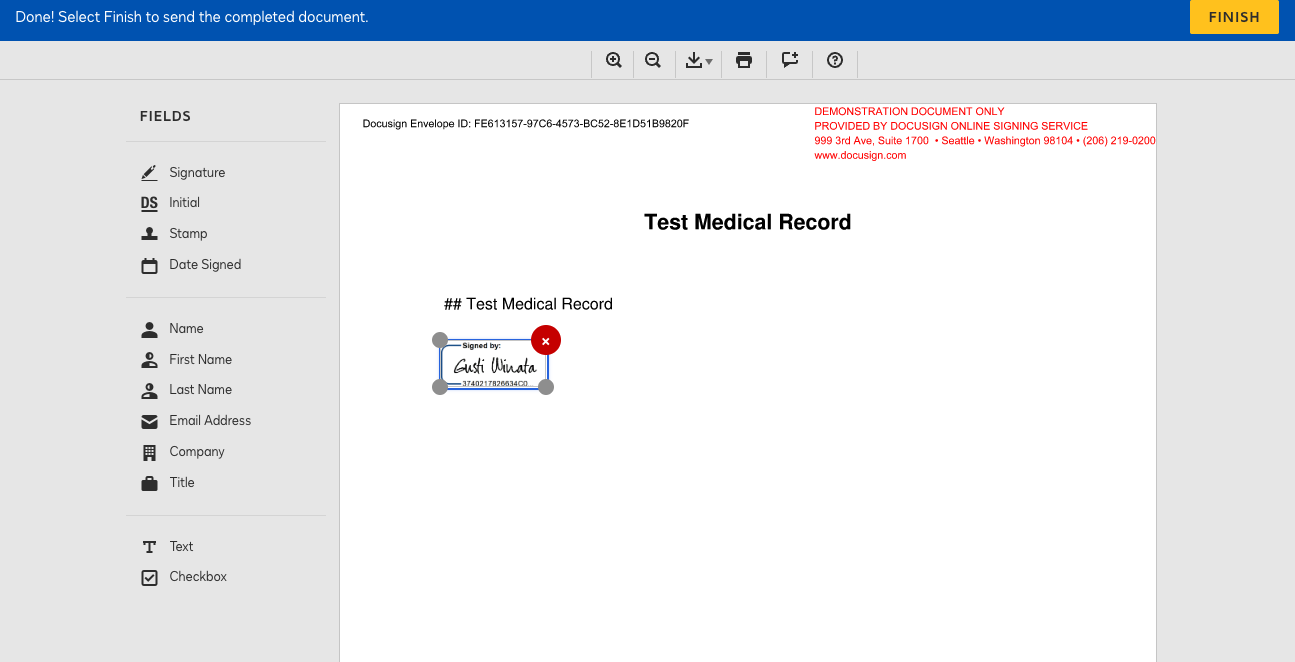 Done! Select Finish to send the completed document.
FINISH
FIELDS
Signature
DS Initial
Stamp
Date Signed
Name
First Name
Last Name
Email Address
Company
Title
Text
Checkbox
Docusign Envelope ID: FE613157-97C6-4573-BC52-8E1D51B9820F
DEMONSTRATION DOCUMENT ONLY
PROVIDED BY DOCUSIGN ONLINE SIGNING SERVICE
999 3rd Ave, Suite 1700 • Seattle • Washington 98104 • (206) 219-0200
www.docusign.com
Test Medical Record
## Test Medical Record
Signed by:
Gusti Winata
3740217826634C0...